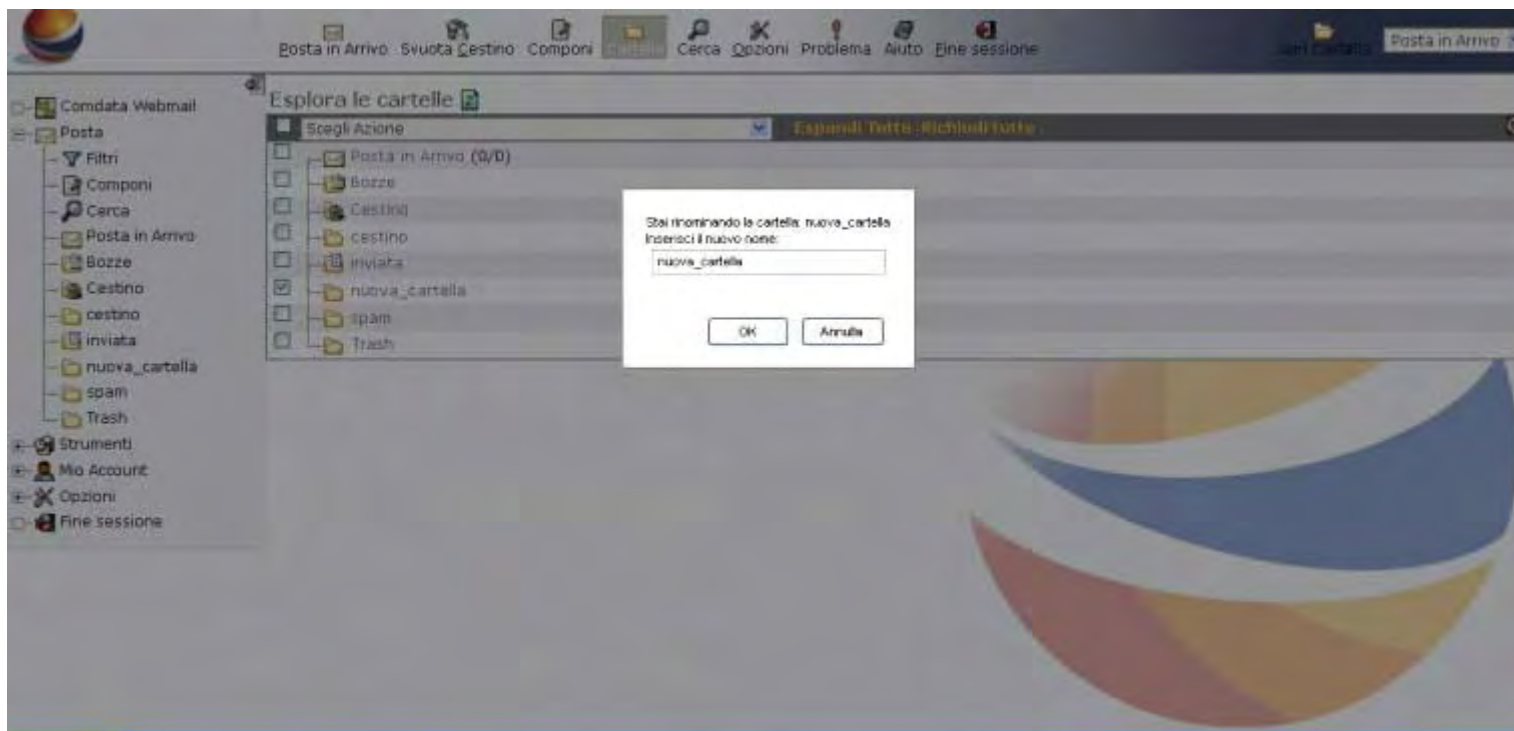 Posta in Arrivo Svuota Cestino Componi Cerca Opzioni Problema Aiuto Fine sessione
Posta in Arrivo
Comdata Webmail
Posta
Filtri
Componi
Cerca
Posta in Arrivo
Bozze
Cestino
cestino
inviata
nuova_cartella
spam
Trash
Strumenti
Mio Account
Opzioni
Fine sessione
Esplora le cartelle
Scegli Azione
Espandi Tutto Richiudi tutto
Posta in Arrivo (0/0)
Bozze
Cestino
cestino
inviata
nuova_cartella
spam
Trash
Stai rinominando la cartella: nuova_cartella
Inserisci il nuovo nome:
nuova_cartella
OK Annulla